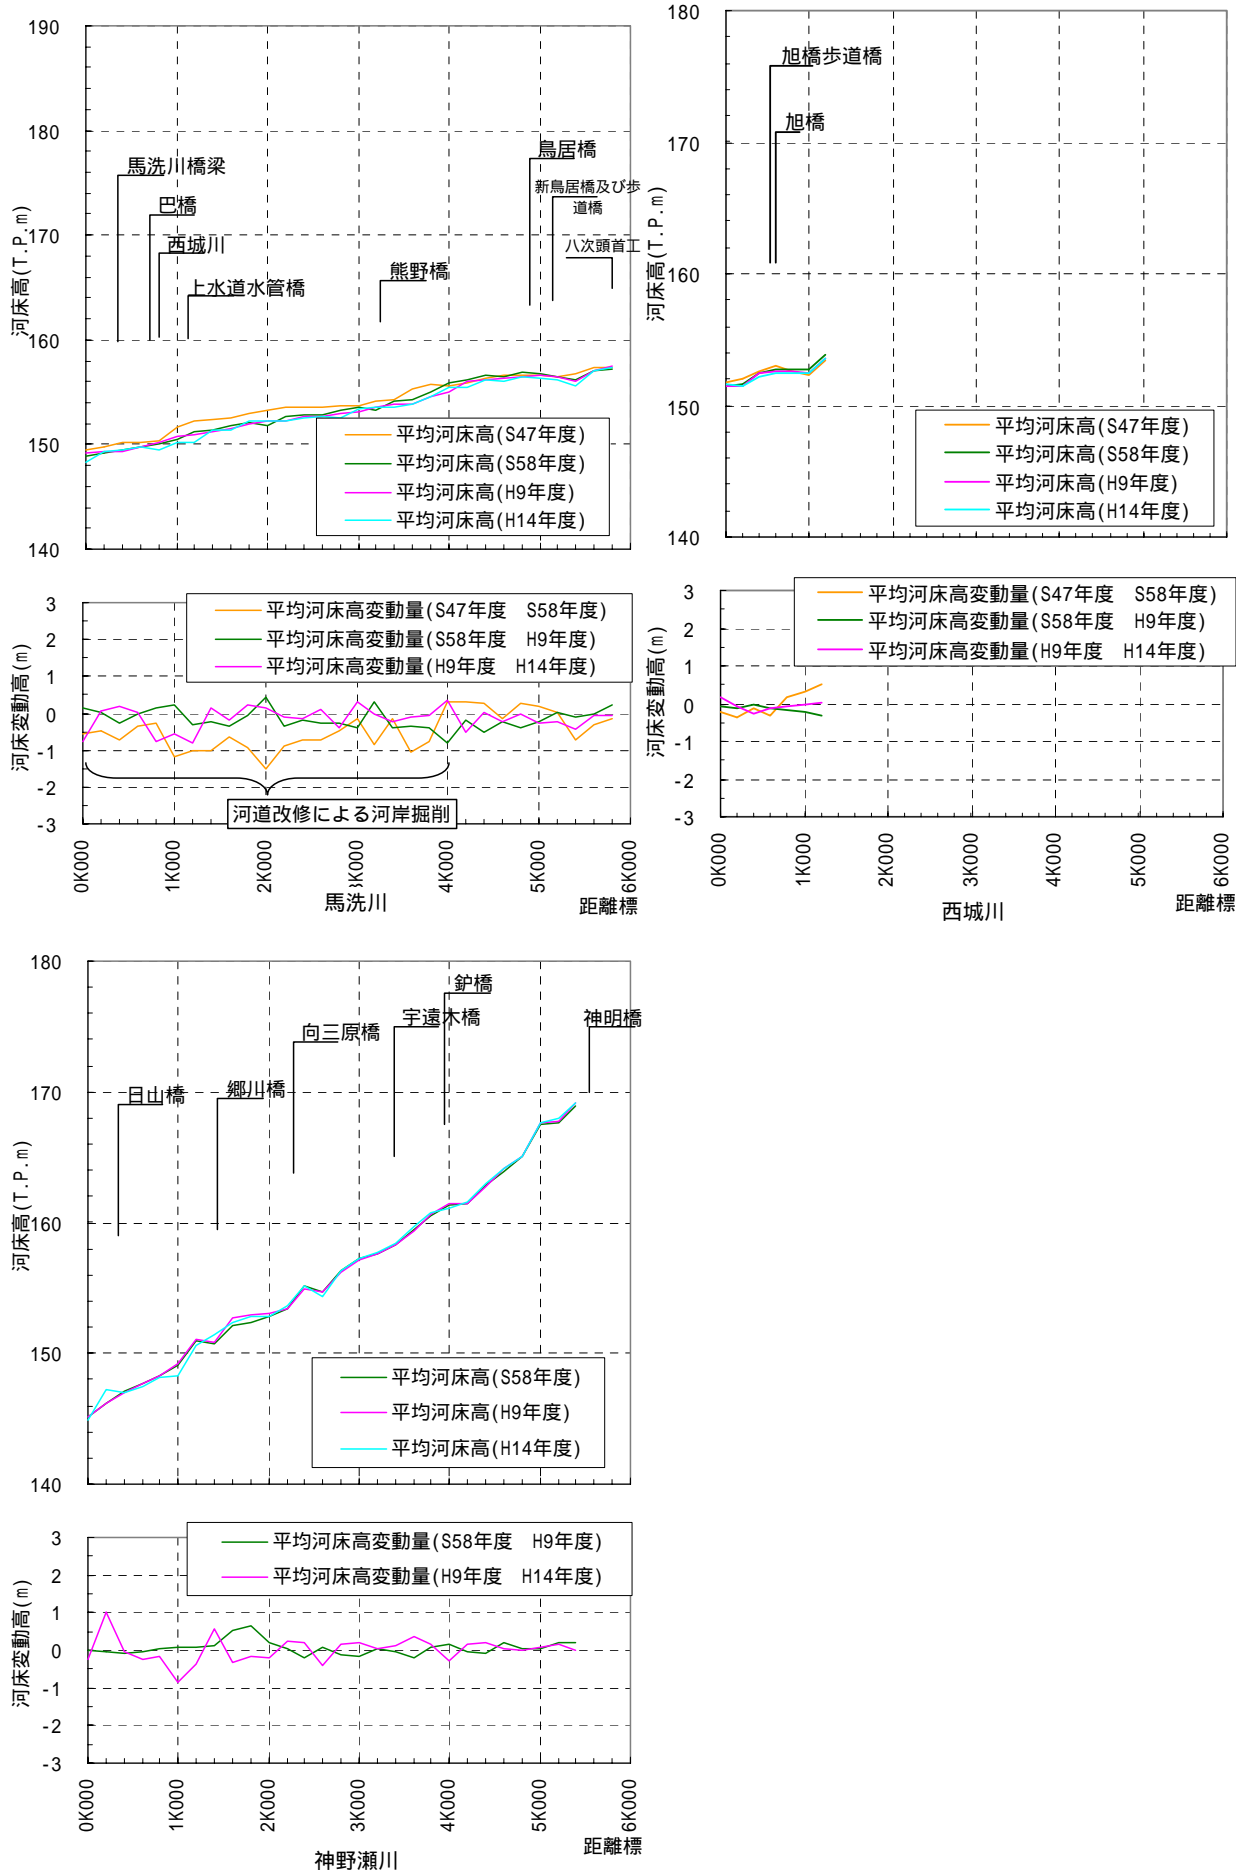 190
180
170
160
150
140
河床高(T.P.m)
馬洗川橋梁
巴橋
西城川
上水道水管橋
熊野橋
鳥居橋
新鳥居橋及び歩
道橋
八次頭首工
平均河床高(S47年度)
平均河床高(S58年度)
平均河床高(H9年度)
平均河床高(H14年度)
3
2
1
0
-1
-2
-3
河床変動高(m)
平均河床高変動量(S47年度　S58年度)
平均河床高変動量(S58年度　H9年度)
平均河床高変動量(H9年度　H14年度)
河道改修による河岸掘削
0K000
1K000
2K000
3K000
4K000
5K000
6K000
馬洗川
距離標
180
170
160
150
140
河床高(T.P.m)
旭橋歩道橋
旭橋
平均河床高(S47年度)
平均河床高(S58年度)
平均河床高(H9年度)
平均河床高(H14年度)
3
2
1
0
-1
-2
-3
河床変動高(m)
平均河床高変動量(S47年度　S58年度)
平均河床高変動量(S58年度　H9年度)
平均河床高変動量(H9年度　H14年度)
0K000
1K000
2K000
3K000
4K000
5K000
6K000
西城川
距離標
180
170
160
150
140
河床高(T.P.m)
日山橋
郷川橋
向三原橋
宇遠木橋
鈩橋
神明橋
平均河床高(S58年度)
平均河床高(H9年度)
平均河床高(H14年度)
3
2
1
0
-1
-2
-3
河床変動高(m)
平均河床高変動量(S58年度　H9年度)
平均河床高変動量(H9年度　H14年度)
0K000
1K000
2K000
3K000
4K000
5K000
6K000
神野瀬川
距離標